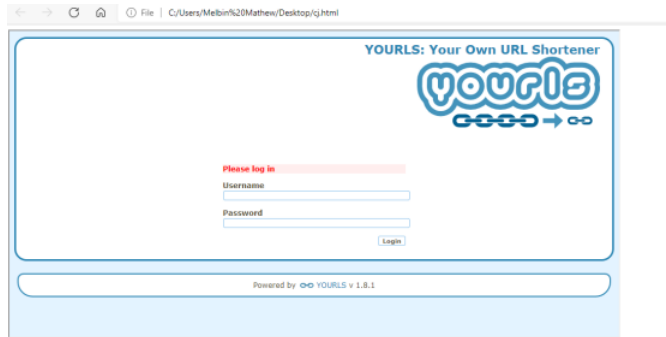 File | C:/Users/Melbin%20Mathew/Desktop/cj.html
YOURLS: Your Own URL Shortener
yourls
Please log in
Username
Password
Login
Powered by YOURLS v 1.8.1